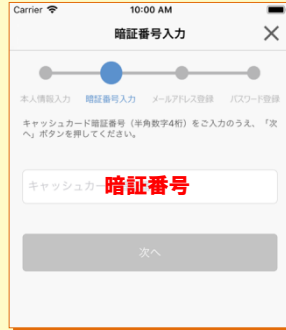 Carrier 10:00 AM
暗証番号入力
本人情報入力 暗証番号入力 メールアドレス登録 パスワード登録
キャッシュカード暗証番号（半角数字4桁）をご入力のうえ、「次
へ」ボタンを押してください。
キャッシュカー
暗証番号
次へ